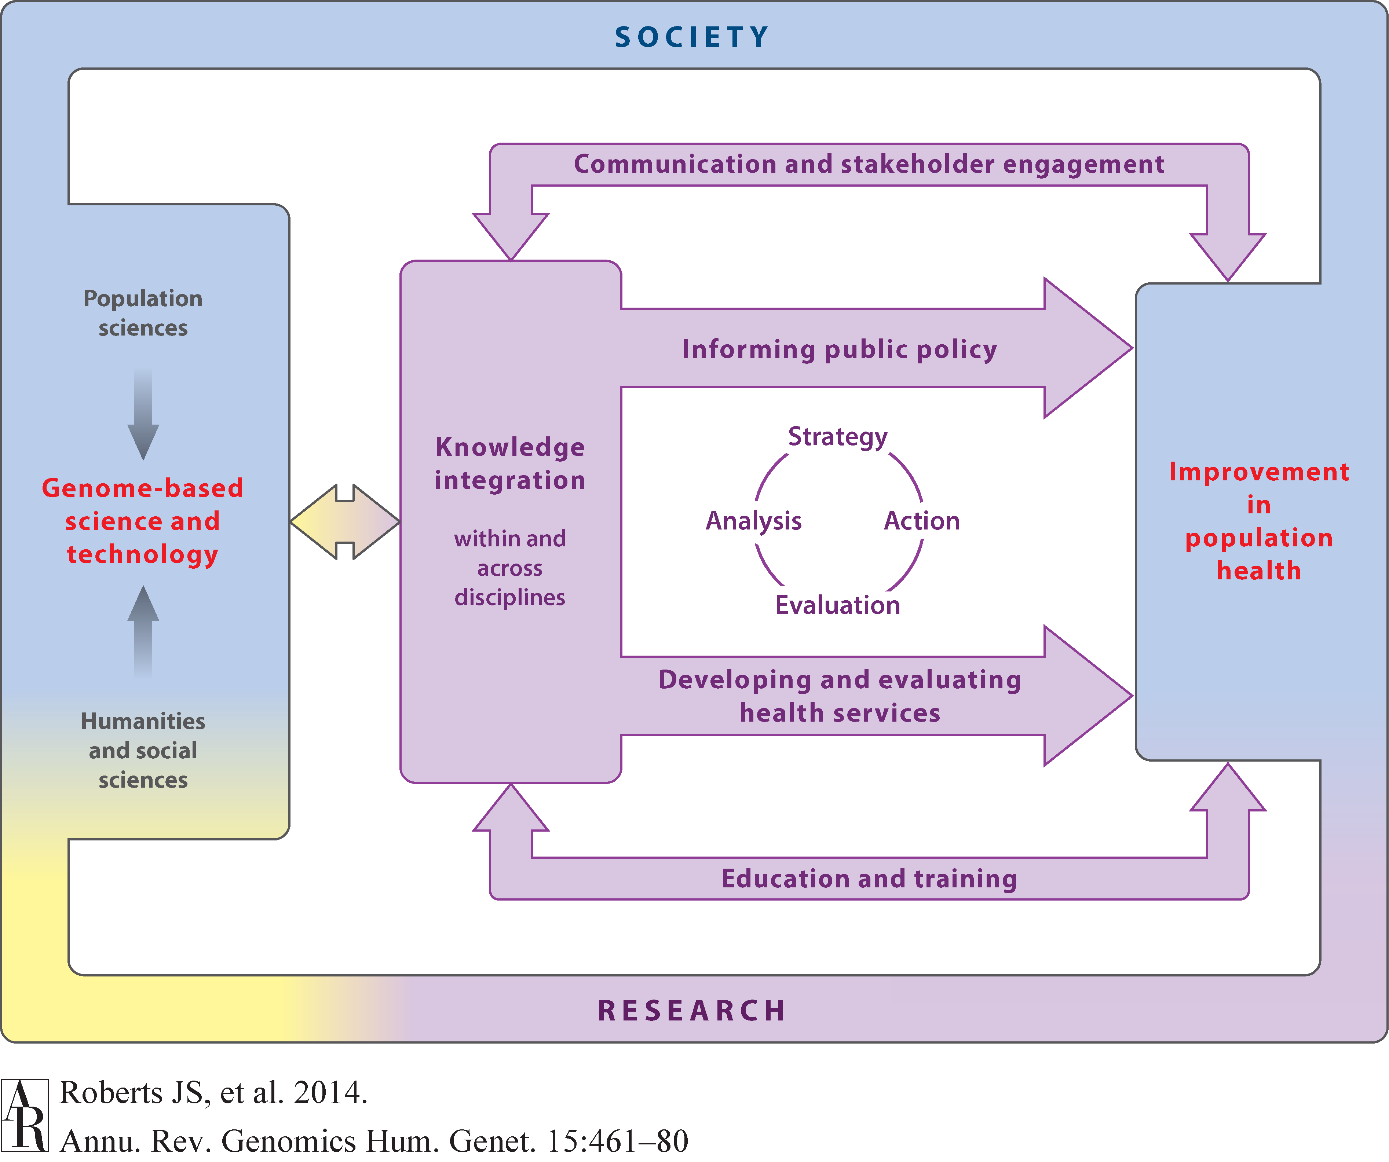 SOCIETY
Communication and stakeholder engagement
Population
sciences
Genome-based
science and
technology
Humanities
and social
sciences
Knowledge
integration
within and
across
disciplines
Informing public policy
Strategy
Analysis
Action
Evaluation
Developing and evaluating
health services
Improvement
in
population
health
Education and training
RESEARCH
AR
Roberts JS, et al. 2014.
Annu. Rev. Genomics Hum. Genet. 15:461–80